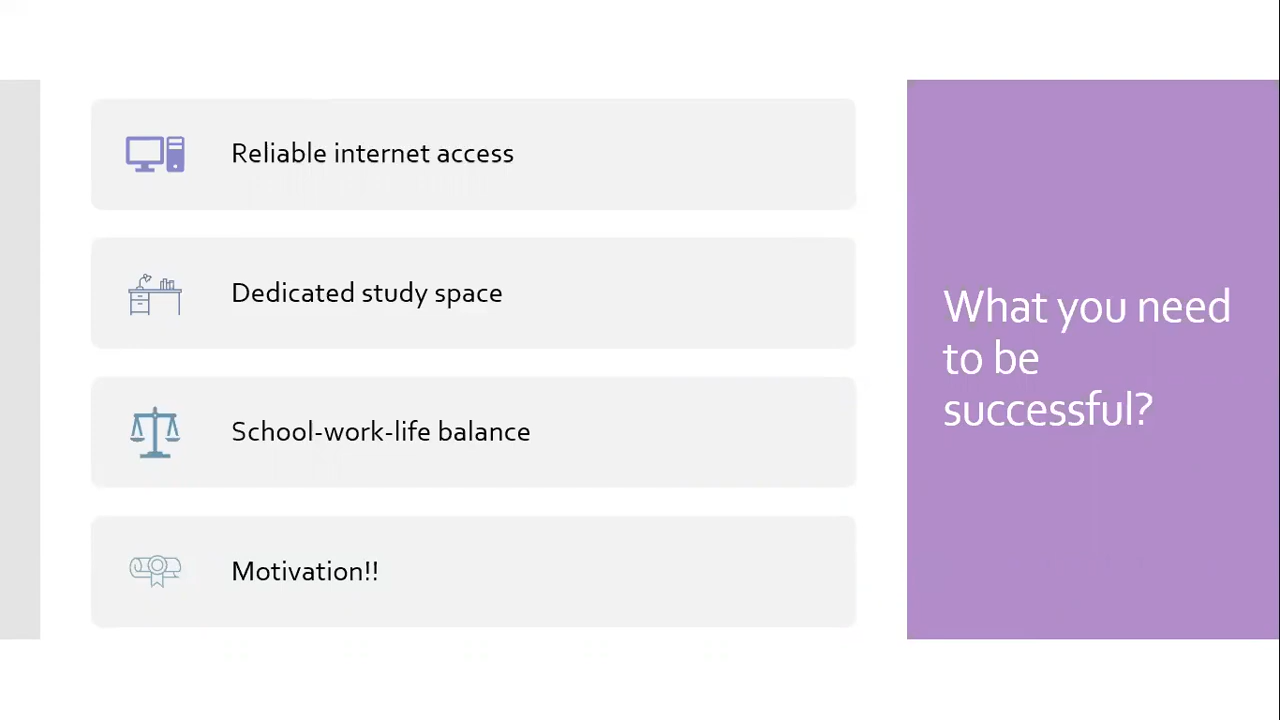 Reliable internet access
Dedicated study space
School-work-life balance
Motivation!!
What you need
to be
successful?